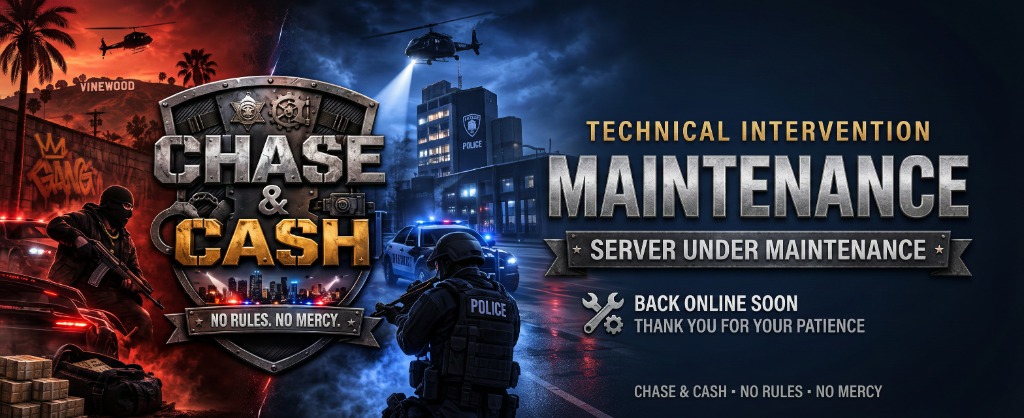 VINEWOOD
GANG
CHASE
&
CASH
NO RULES. NO MERCY.
POLICE
POLICE
TECHNICAL INTERVENTION
MAINTENANCE
SERVER UNDER MAINTENANCE
BACK ONLINE SOON
THANK YOU FOR YOUR PATIENCE
CHASE & CASH • NO RULES • NO MERCY